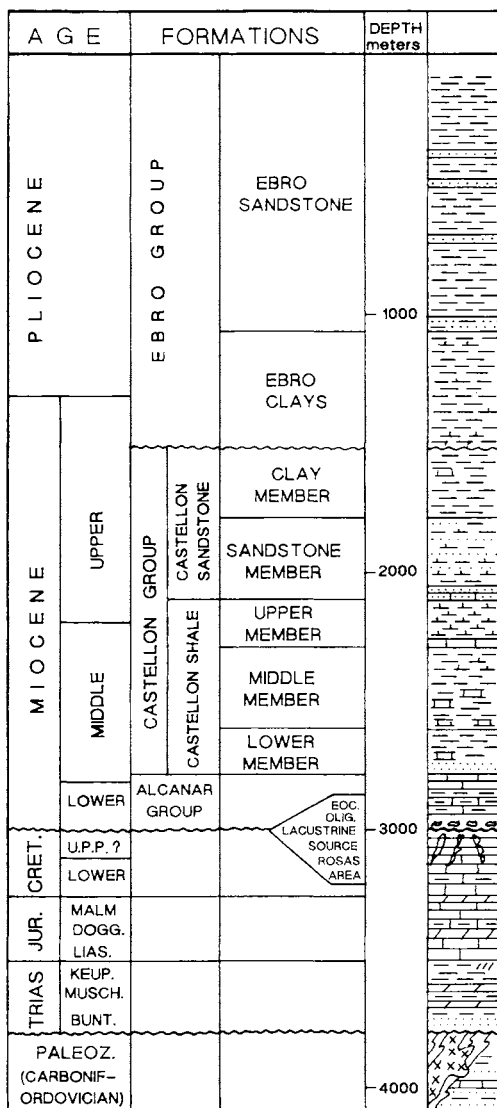 AGE
FORMATIONS
DEPTH
meters
PLIOCENE
MIOCENE
UPPER
MIDDLE
LOWER
CRET.
U.P.P. ?
LOWER
JUR.
MALM
DOGG.
LIAS.
TRIAS
KEUP.
MUSCH.
BUNT.
PALEOZ.
(CARBONIF-
ORDOVICIAN)
EBRO GROUP
EBRO
SANDSTONE
EBRO
CLAYS
CASTELLON GROUP
CASTELLON
SANDSTONE
CLAY
MEMBER
SANDSTONE
MEMBER
CASTELLON SHALE
UPPER
MEMBER
MIDDLE
MEMBER
LOWER
MEMBER
ALCANAR
GROUP
EOC.
OLIG.
LACUSTRINE
SOURCE
ROSAS
AREA
1000
2000
3000
4000